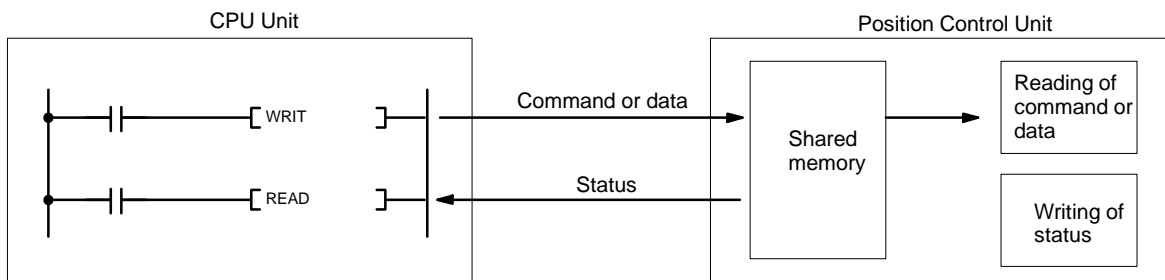 CPU Unit
Position Control Unit
WRIT
READ
Command or data
Status
Shared
memory
Reading of
command or
data
Writing of
status